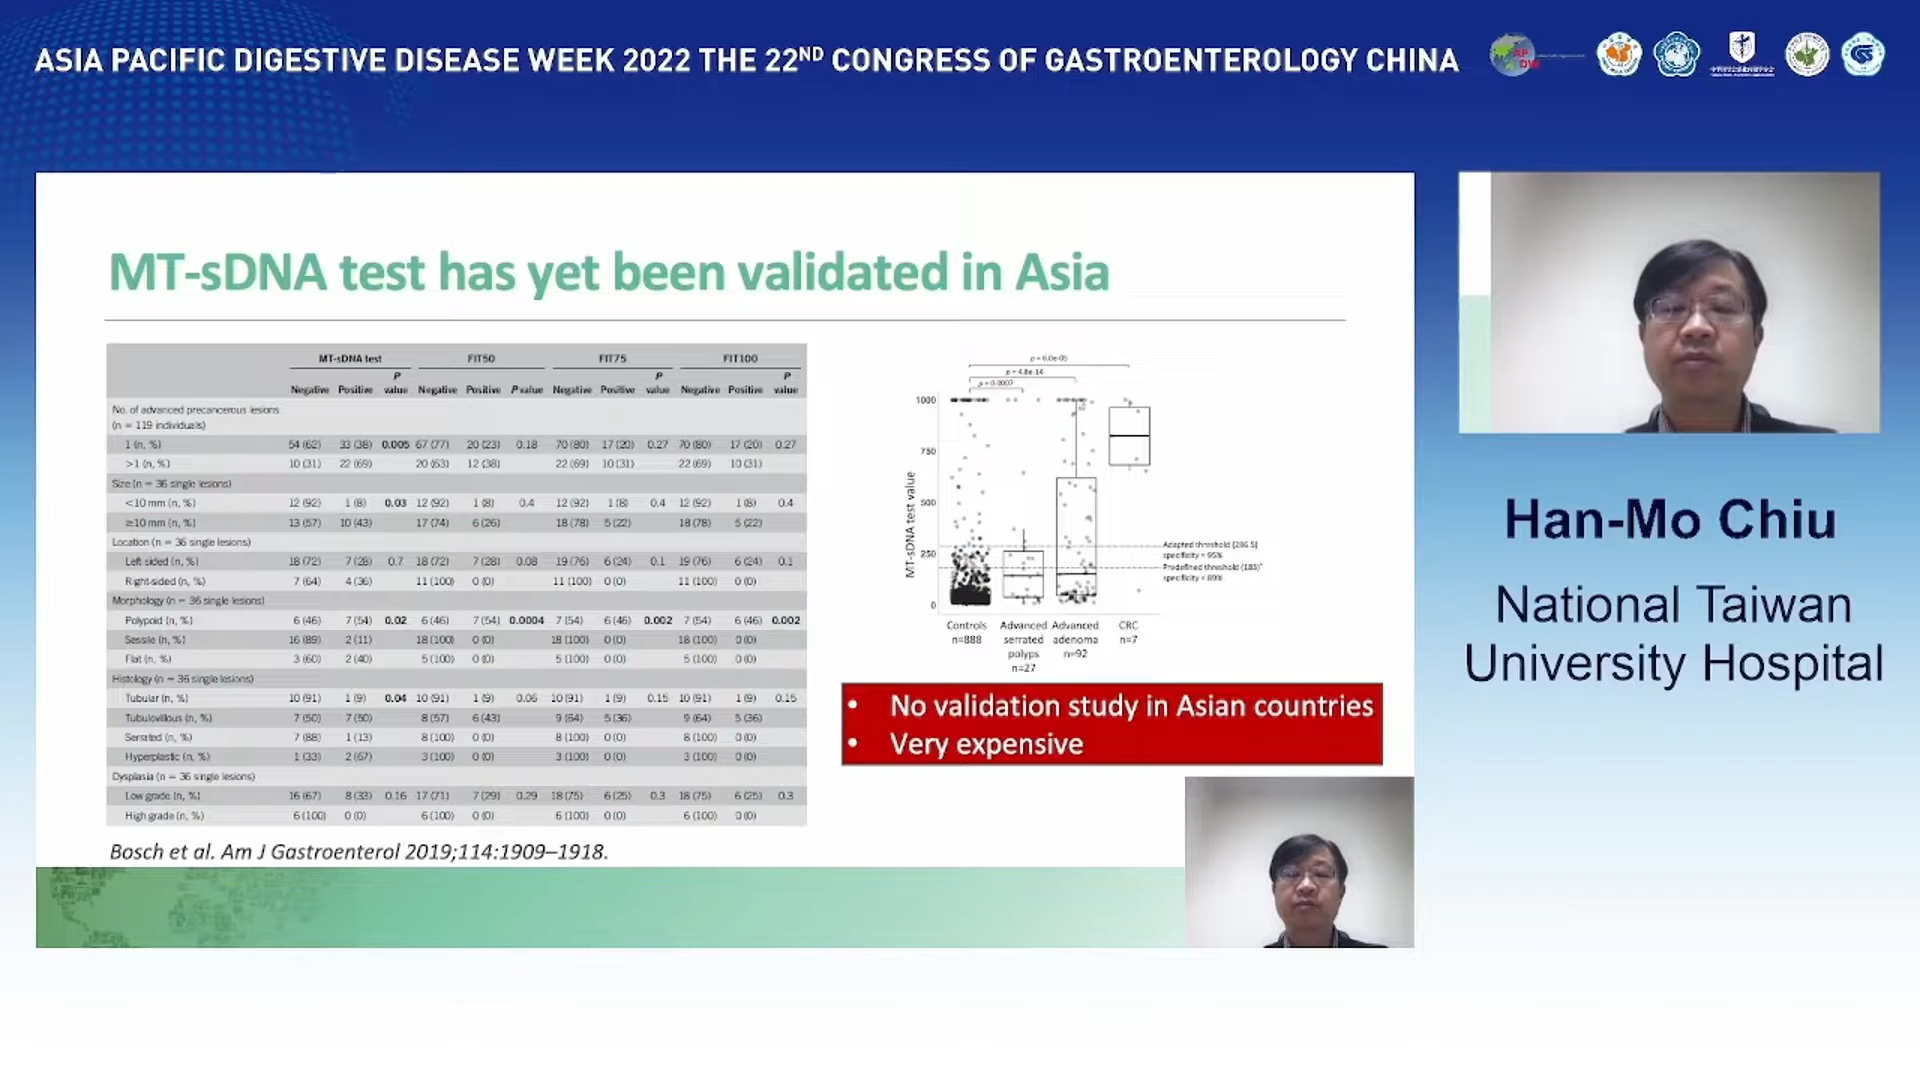 ASIA PACIFIC DIGESTIVE DISEASE WEEK 2022 THE 22ND CONGRESS OF GASTROENTEROLOGY CHINA
MT-sDNA test has yet been validated in Asia
MT-sDNA test FIT50 FIT75 FIT100
Negative Positive P value Negative Positive P value Negative Positive P value Negative Positive P value
No. of advanced precancerous lesions
(n = 119 individuals)
1 (n, %) 54 (62) 33 (38) 0.005 67 (77) 20 (23) 0.18 70 (80) 17 (20) 0.27 70 (80) 17 (20) 0.27
>1 (n, %) 10 (31) 22 (69) 20 (63) 12 (38) 22 (69) 10 (31) 22 (69) 10 (31)
Size (n = 36 single lesions)
<10 mm (n, %) 12 (92) 1 (8) 0.03 12 (92) 1 (8) 0.4 12 (92) 1 (8) 0.4 12 (92) 1 (8) 0.4
≥10 mm (n, %) 13 (57) 10 (43) 17 (74) 6 (26) 18 (78) 5 (22) 18 (78) 5 (22)
Location (n = 36 single lesions)
Left-sided (n, %) 18 (72) 7 (28) 0.7 18 (72) 7 (28) 0.08 19 (76) 6 (24) 0.1 19 (76) 6 (24) 0.1
Right-sided (n, %) 7 (64) 4 (36) 11 (100) 0 (0) 11 (100) 0 (0) 11 (100) 0 (0)
Morphology (n = 36 single lesions)
Polypoid (n, %) 6 (46) 7 (54) 0.02 6 (46) 7 (54) 0.0004 7 (54) 6 (46) 0.002 7 (54) 6 (46) 0.002
Sessile (n, %) 16 (89) 2 (11) 18 (100) 0 (0) 18 (100) 0 (0) 18 (100) 0 (0)
Flat (n, %) 3 (60) 2 (40) 5 (100) 0 (0) 5 (100) 0 (0) 5 (100) 0 (0)
Histology (n = 36 single lesions)
Tubular (n, %) 10 (91) 1 (9) 0.04 10 (91) 1 (9) 0.06 10 (91) 1 (9) 0.15 10 (91) 1 (9) 0.15
Tubulovillous (n, %) 7 (50) 7 (50) 8 (57) 6 (43) 9 (64) 5 (36) 9 (64) 5 (36)
Serrated (n, %) 7 (88) 1 (13) 8 (100) 0 (0) 8 (100) 0 (0) 8 (100) 0 (0)
Hyperplastic (n, %) 1 (33) 2 (67) 3 (100) 0 (0) 3 (100) 0 (0) 3 (100) 0 (0)
Dysplasia (n = 36 single lesions)
Low grade (n, %) 16 (67) 8 (33) 0.16 17 (71) 7 (29) 0.29 18 (75) 6 (25) 0.3 18 (75) 6 (25) 0.3
High grade (n, %) 6 (100) 0 (0) 6 (100) 0 (0) 6 (100) 0 (0) 6 (100) 0 (0)
Bosch et al. Am J Gastroenterol 2019;114:1909–1918.
p = 6.0e-05
p = 4.8e-14
p = 0.0007
MT-sDNA test value
1000
750
500
250
0
Adapted threshold (286.5)
specificity = 95%
Predefined threshold (183)*
specificity = 89%
Controls
n=888
Advanced
serrated
polyps
n=27
Advanced
adenoma
n=92
CRC
n=7
• No validation study in Asian countries
• Very expensive
Han-Mo Chiu
National Taiwan
University Hospital